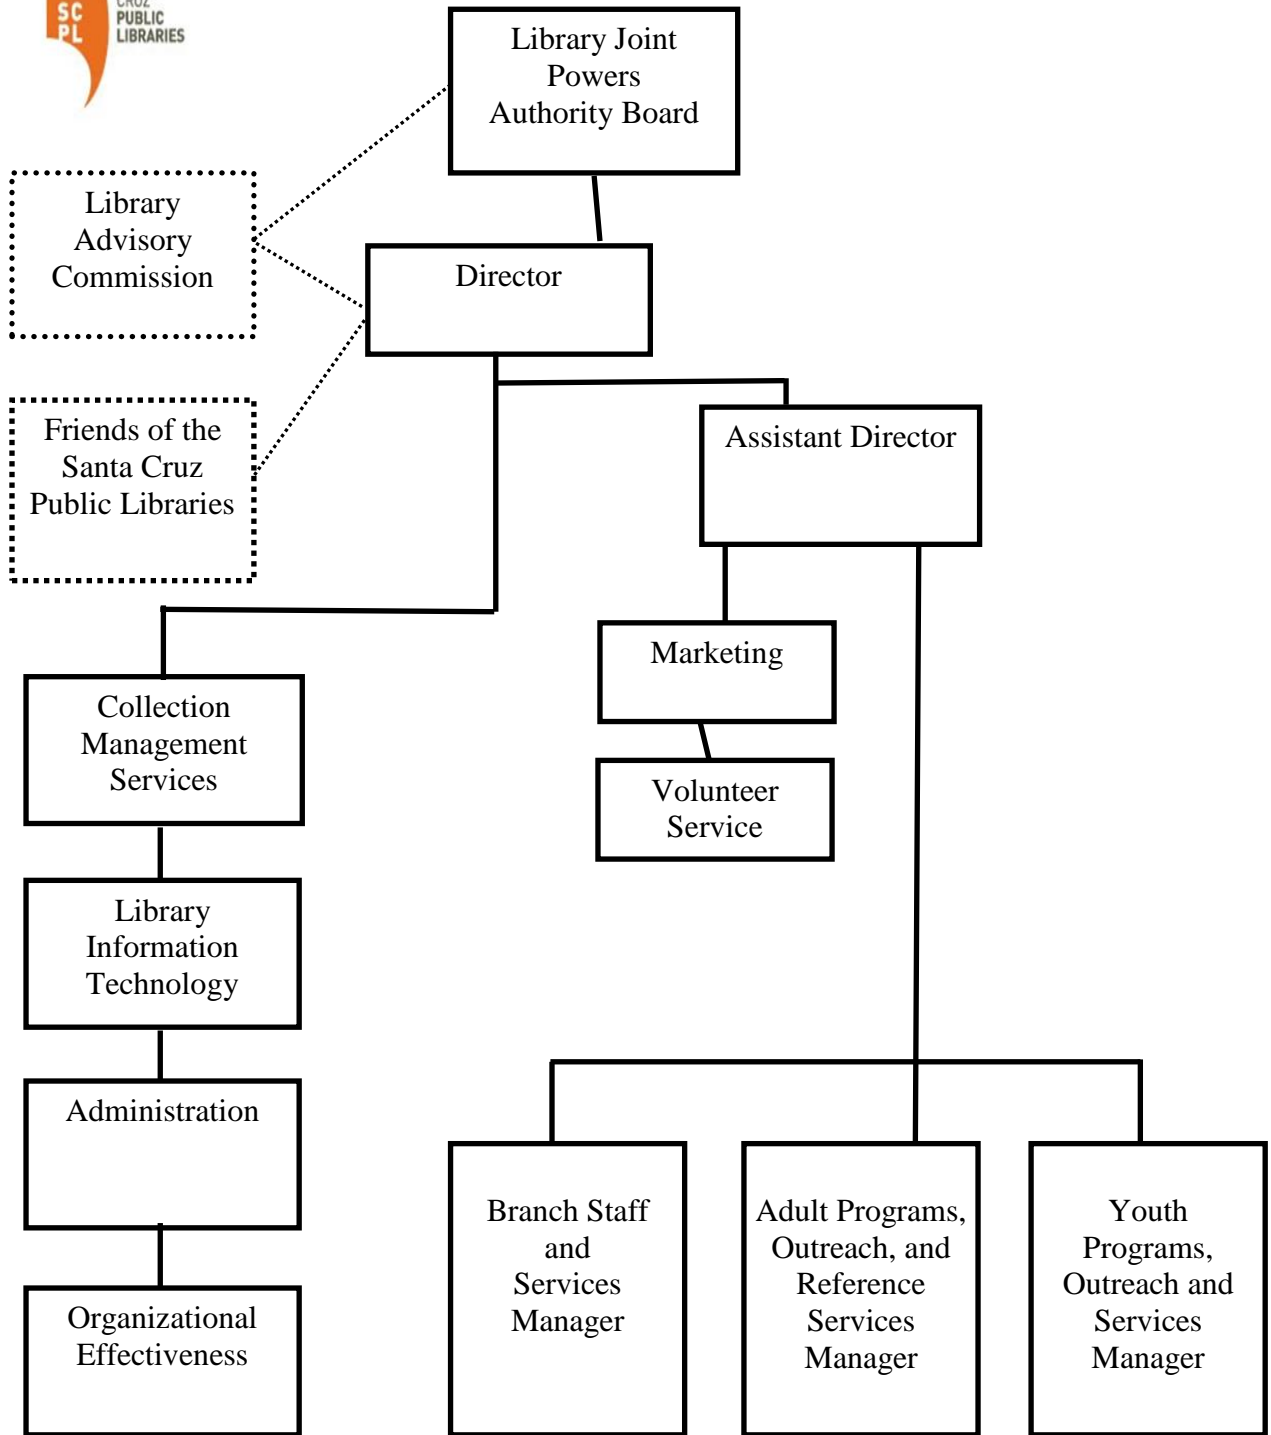 SC
PL
CRUZ
PUBLIC
LIBRARIES
Library Joint
Powers
Authority Board
Library
Advisory
Commission
Director
Friends of the
Santa Cruz
Public Libraries
Assistant Director
Marketing
Collection
Management
Services
Volunteer
Service
Library
Information
Technology
Administration
Branch Staff
and
Services
Manager
Adult Programs,
Outreach, and
Reference
Services
Manager
Youth
Programs,
Outreach and
Services
Manager
Organizational
Effectiveness